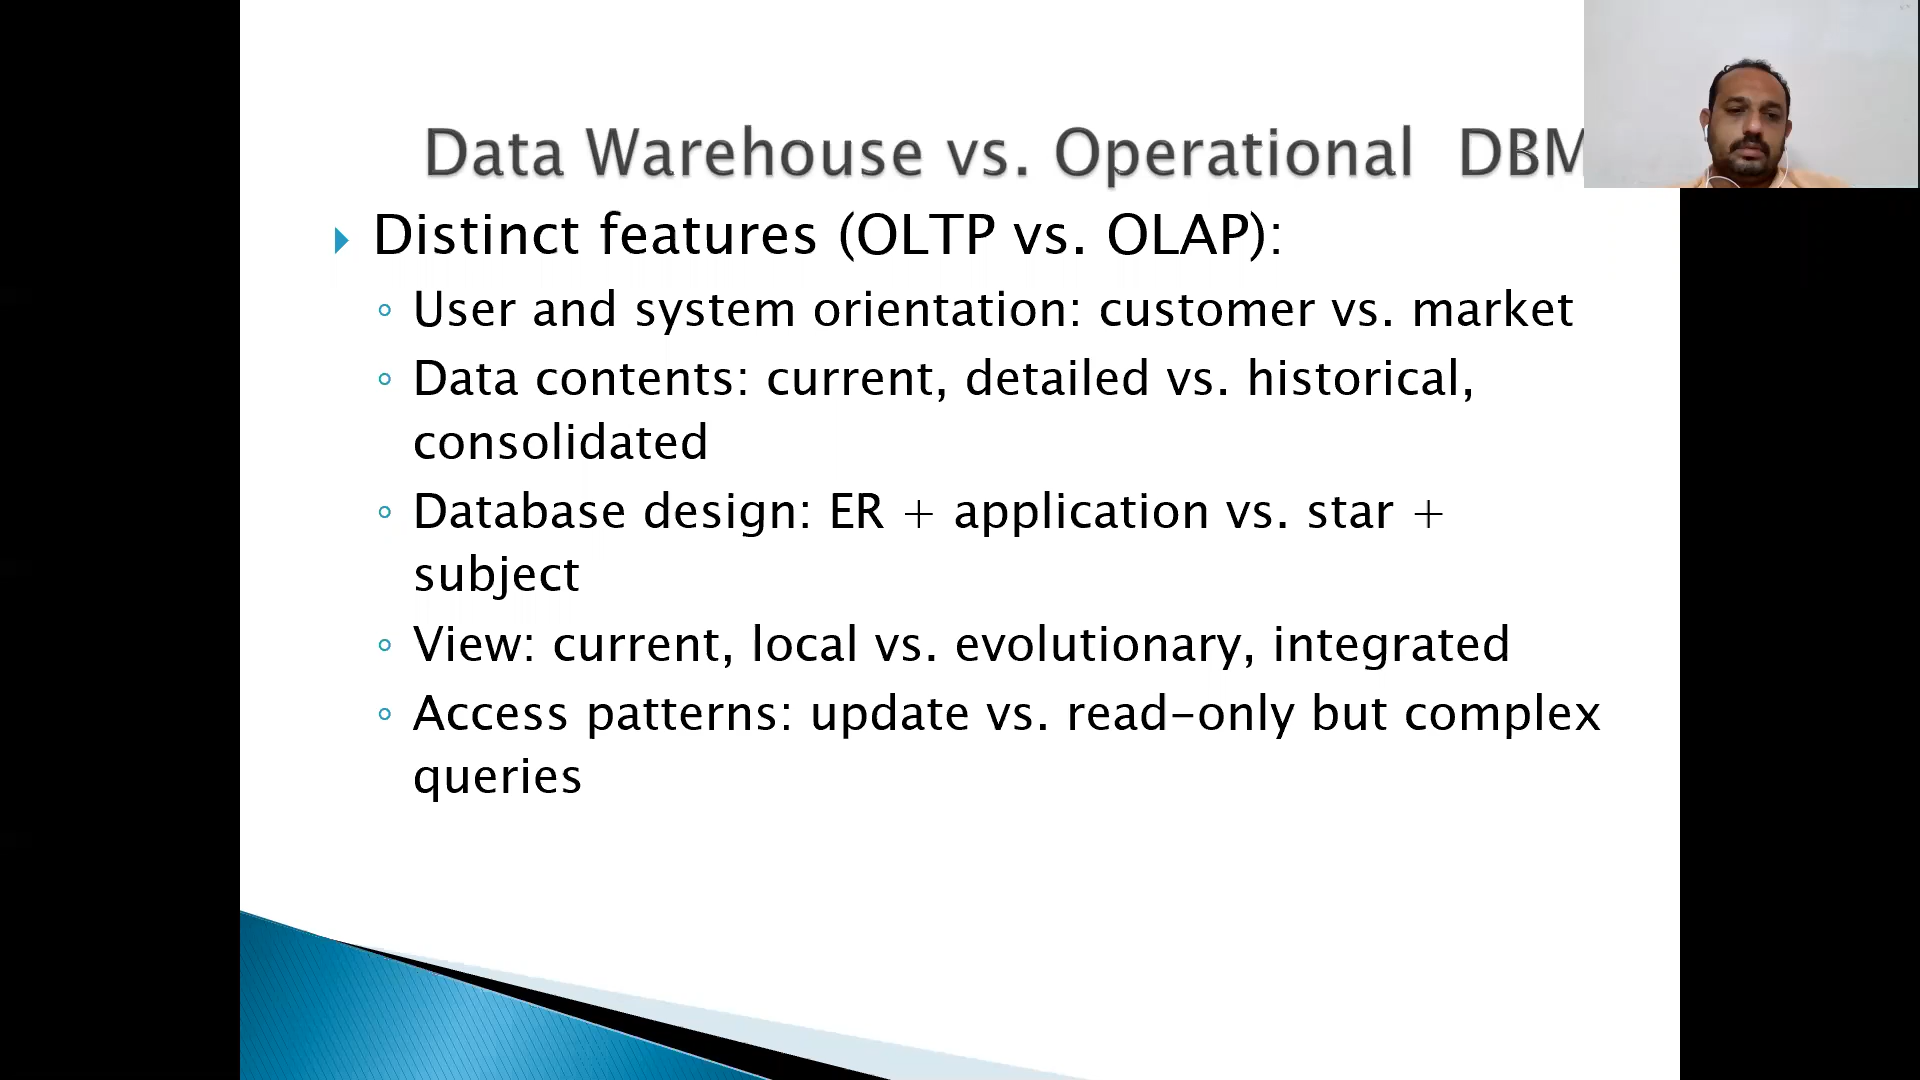 Data Warehouse vs. Operational DBM
Distinct features (OLTP vs. OLAP):
User and system orientation: customer vs. market
Data contents: current, detailed vs. historical,
consolidated
Database design: ER + application vs. star +
subject
View: current, local vs. evolutionary, integrated
Access patterns: update vs. read-only but complex
queries